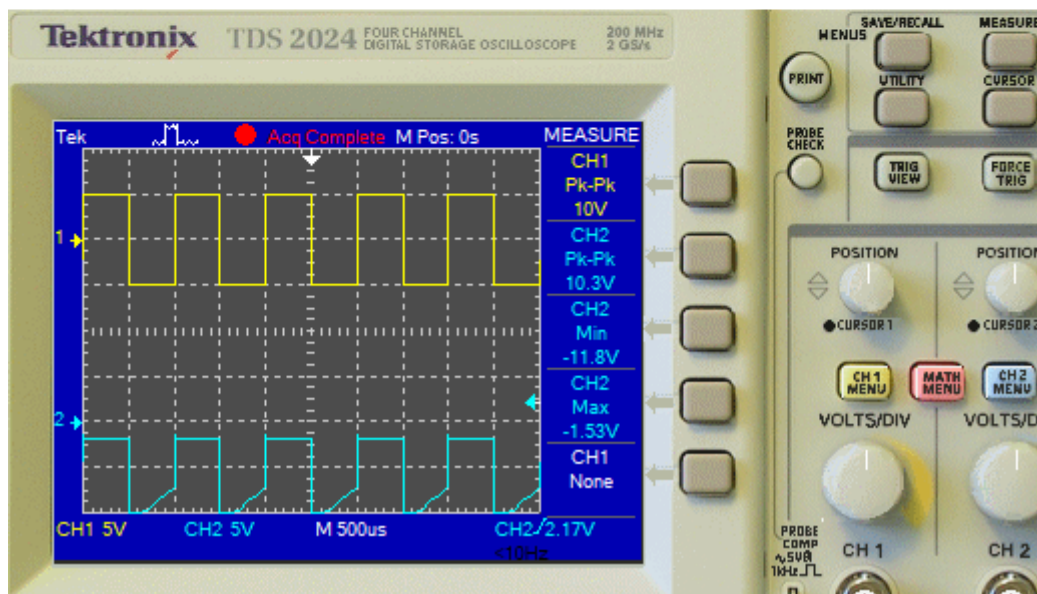 Tektronix TDS 2024 FOUR CHANNEL
DIGITAL STORAGE OSCILLOSCOPE
200 MHz
2 GS/s
Tek Acq Complete M Pos: 0s MEASURE
CH1
Pk-Pk
10V
CH2
Pk-Pk
10.3V
CH2
Min
-11.8V
CH2
Max
-1.53V
CH1
None
1
2
CH1 5V CH2 5V M 500us CH2 2.17V
<10Hz
SAVE/RECALL MEASURE
MENUS
UTILITY CURSOR
PRINT
PROBE
CHECK
TRIG
VIEW
FORCE
TRIG
POSITION POSITION
CURSOR 1 CURSOR 2
CH 1
MENU
MATH
MENU
CH 2
MENU
VOLTS/DIV VOLTS/D
PROBE
COMP
~5V
1kHz
CH 1 CH 2